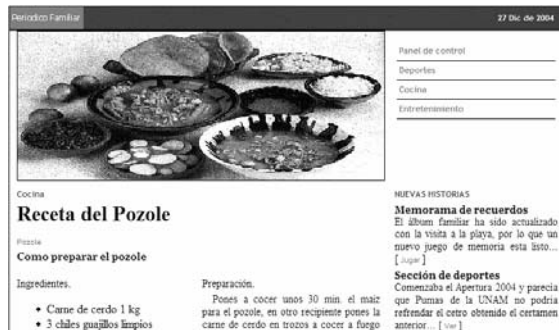 Periodico Familiar
27 Dic de 2004
Panel de control
Deportes
Cocina
Entretenimiento
Cocina
Receta del Pozole
Pozole
Como preparar el pozole
Ingredientes.
Carne de cerdo 1 kg
3 chiles guajillos limpios
Preparación.
Pones a cocer unos 30 min. el maiz
para el pozole, en otro recipiente pones la
carne de cerdo en trozos a cocer a fuego
NUEVAS HISTORIAS
Memorama de recuerdos
El álbum familiar ha sido actualizado
con la visita a la playa, por lo que un
nuevo juego de memoria esta listo...
[ Jugar ]
Sección de deportes
Comenzaba el Apertura 2004 y parecia
que Pumas de la UNAM no podria
refrendar el cetro obtenido el certamen
anterior... [ Ver ]